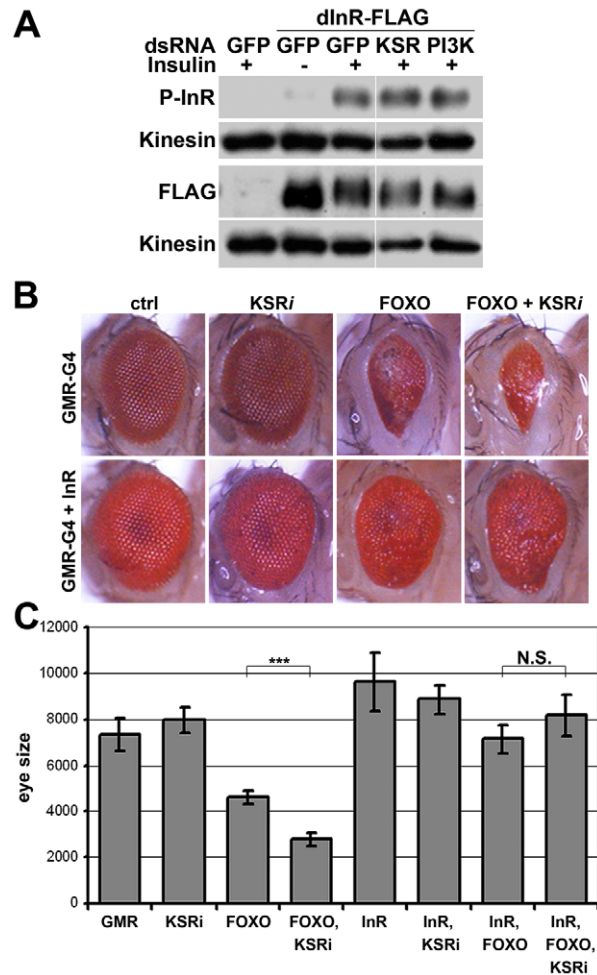 A
dInR-FLAG
dsRNA GFP GFP GFP KSR PI3K
Insulin + - + + +
P-InR
Kinesin
FLAG
Kinesin
B
ctrl KSRi FOXO FOXO + KSRi
GMR-G4
GMR-G4 + InR
C
12000
10000
8000
6000
4000
2000
0
eye size
*** N.S.
GMR KSRi FOXO FOXO, InR InR, InR, InR,
KSRi KSRi FOXO FOXO,
KSRi